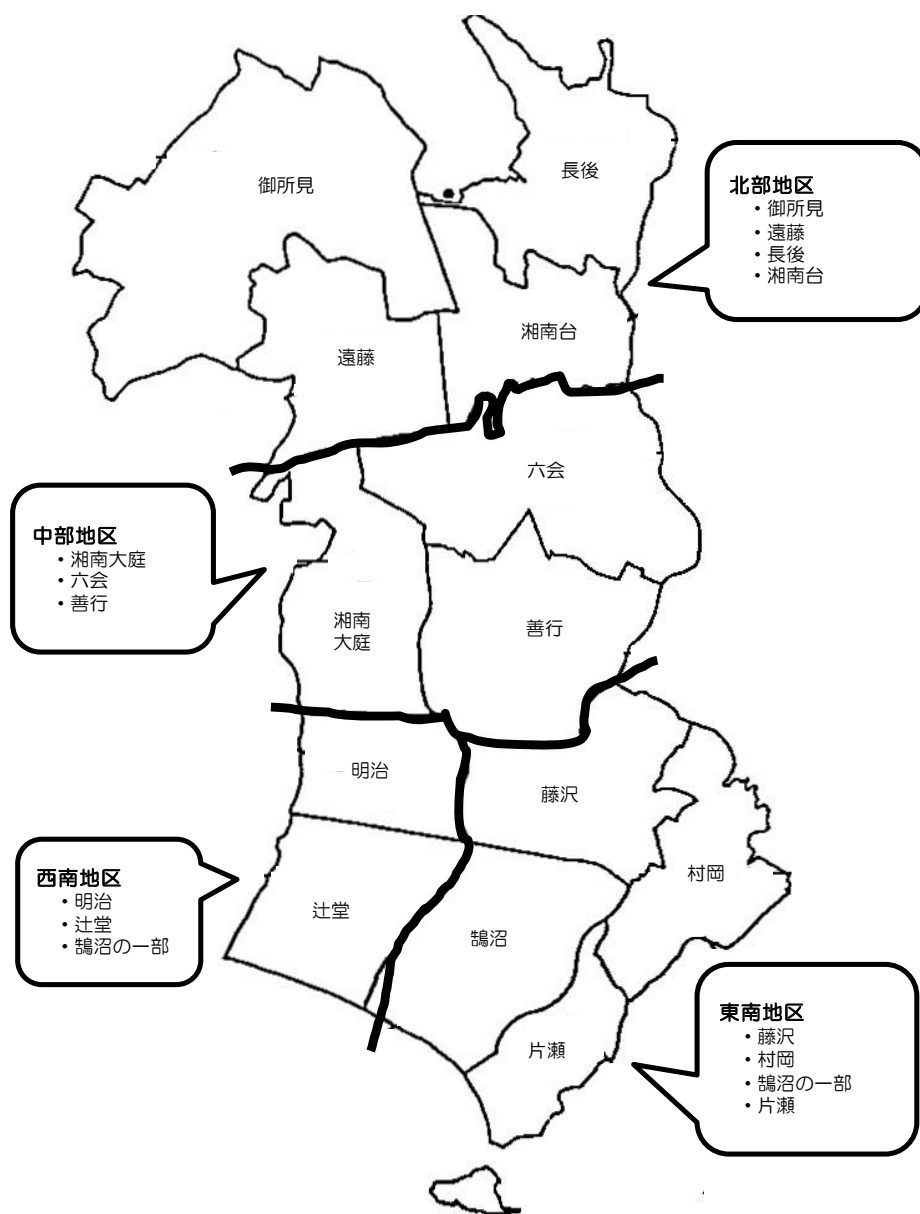 御所見
長後
北部地区
・御所見
・遠藤
・長後
・湘南台
湘南台
遠藤
六会
中部地区
・湘南大庭
・六会
・善行
湘南
大庭
善行
明治
藤沢
西南地区
・明治
・辻堂
・鵠沼の一部
村岡
辻堂
鵠沼
東南地区
・藤沢
・村岡
・鵠沼の一部
・片瀬
片瀬